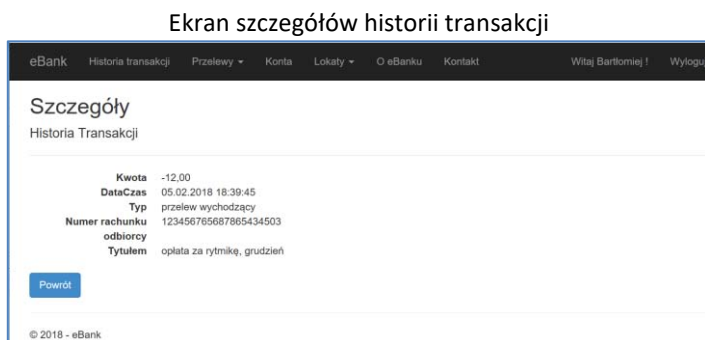 Ekran szczegółów historii transakcji
eBank Historia transakcji Przelewy Konta Lokaty O eBanku Kontakt Witaj Bartłomiej ! Wyloguj
Szczegóły
Historia Transakcji
Kwota -12,00
DataCzas 05.02.2018 18:39:45
Typ przelew wychodzący
Numer rachunku 123456765687865434503
odbiorcy
Tytułem opłata za rytmikę, grudzień
Powrót
© 2018 - eBank